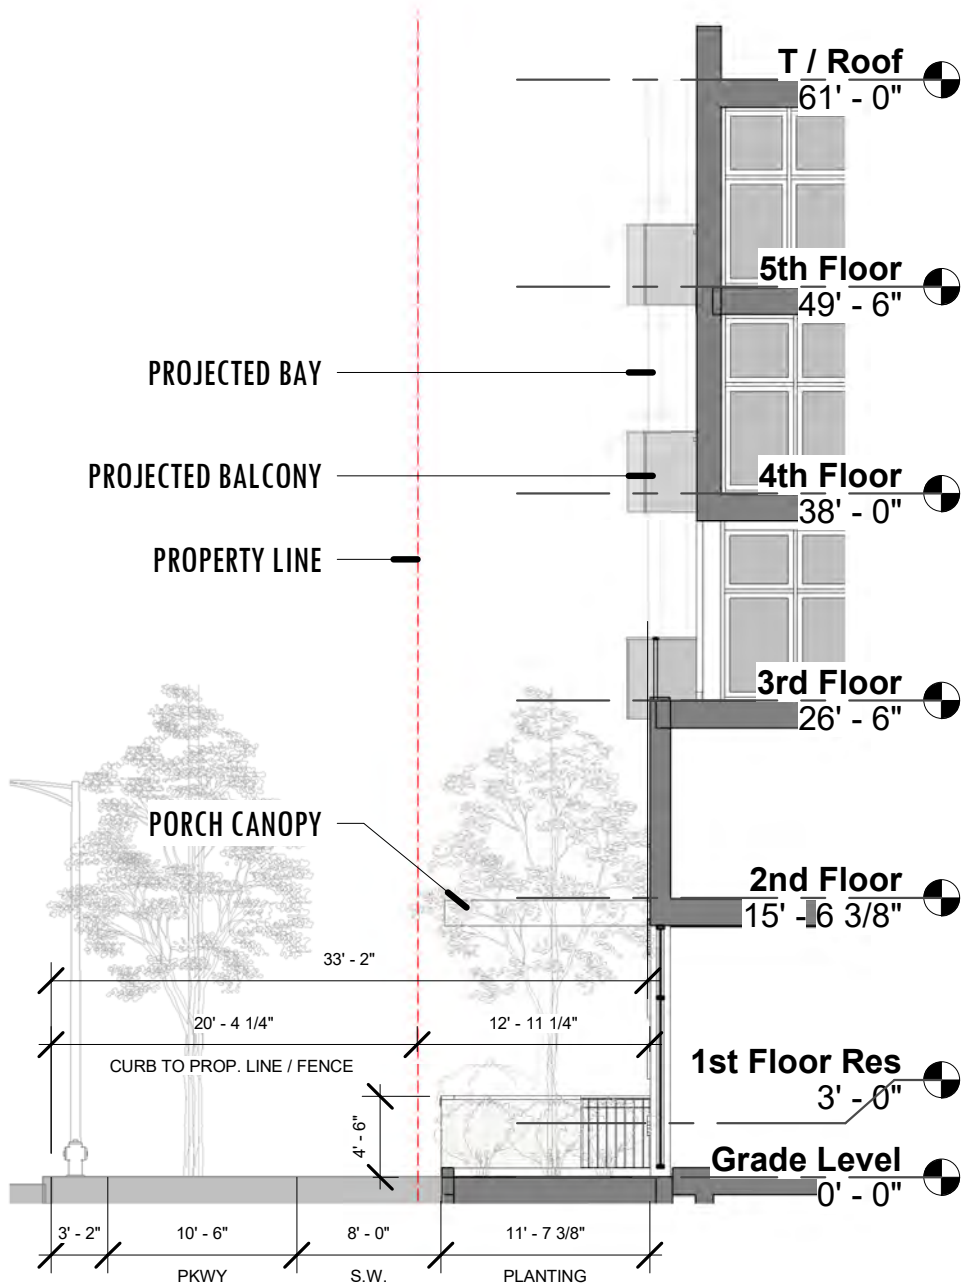 T / Roof
61' - 0"
5th Floor
49' - 6"
PROJECTED BAY
PROJECTED BALCONY
4th Floor
38' - 0"
PROPERTY LINE
3rd Floor
26' - 6"
PORCH CANOPY
2nd Floor
15' - 6 3/8"
33' - 2"
20' - 4 1/4"
12' - 11 1/4"
CURB TO PROP. LINE / FENCE
1st Floor Res
3' - 0"
4' - 6"
Grade Level
0' - 0"
3' - 2"
10' - 6"
8' - 0"
11' - 7 3/8"
PKWY
S.W.
PLANTING